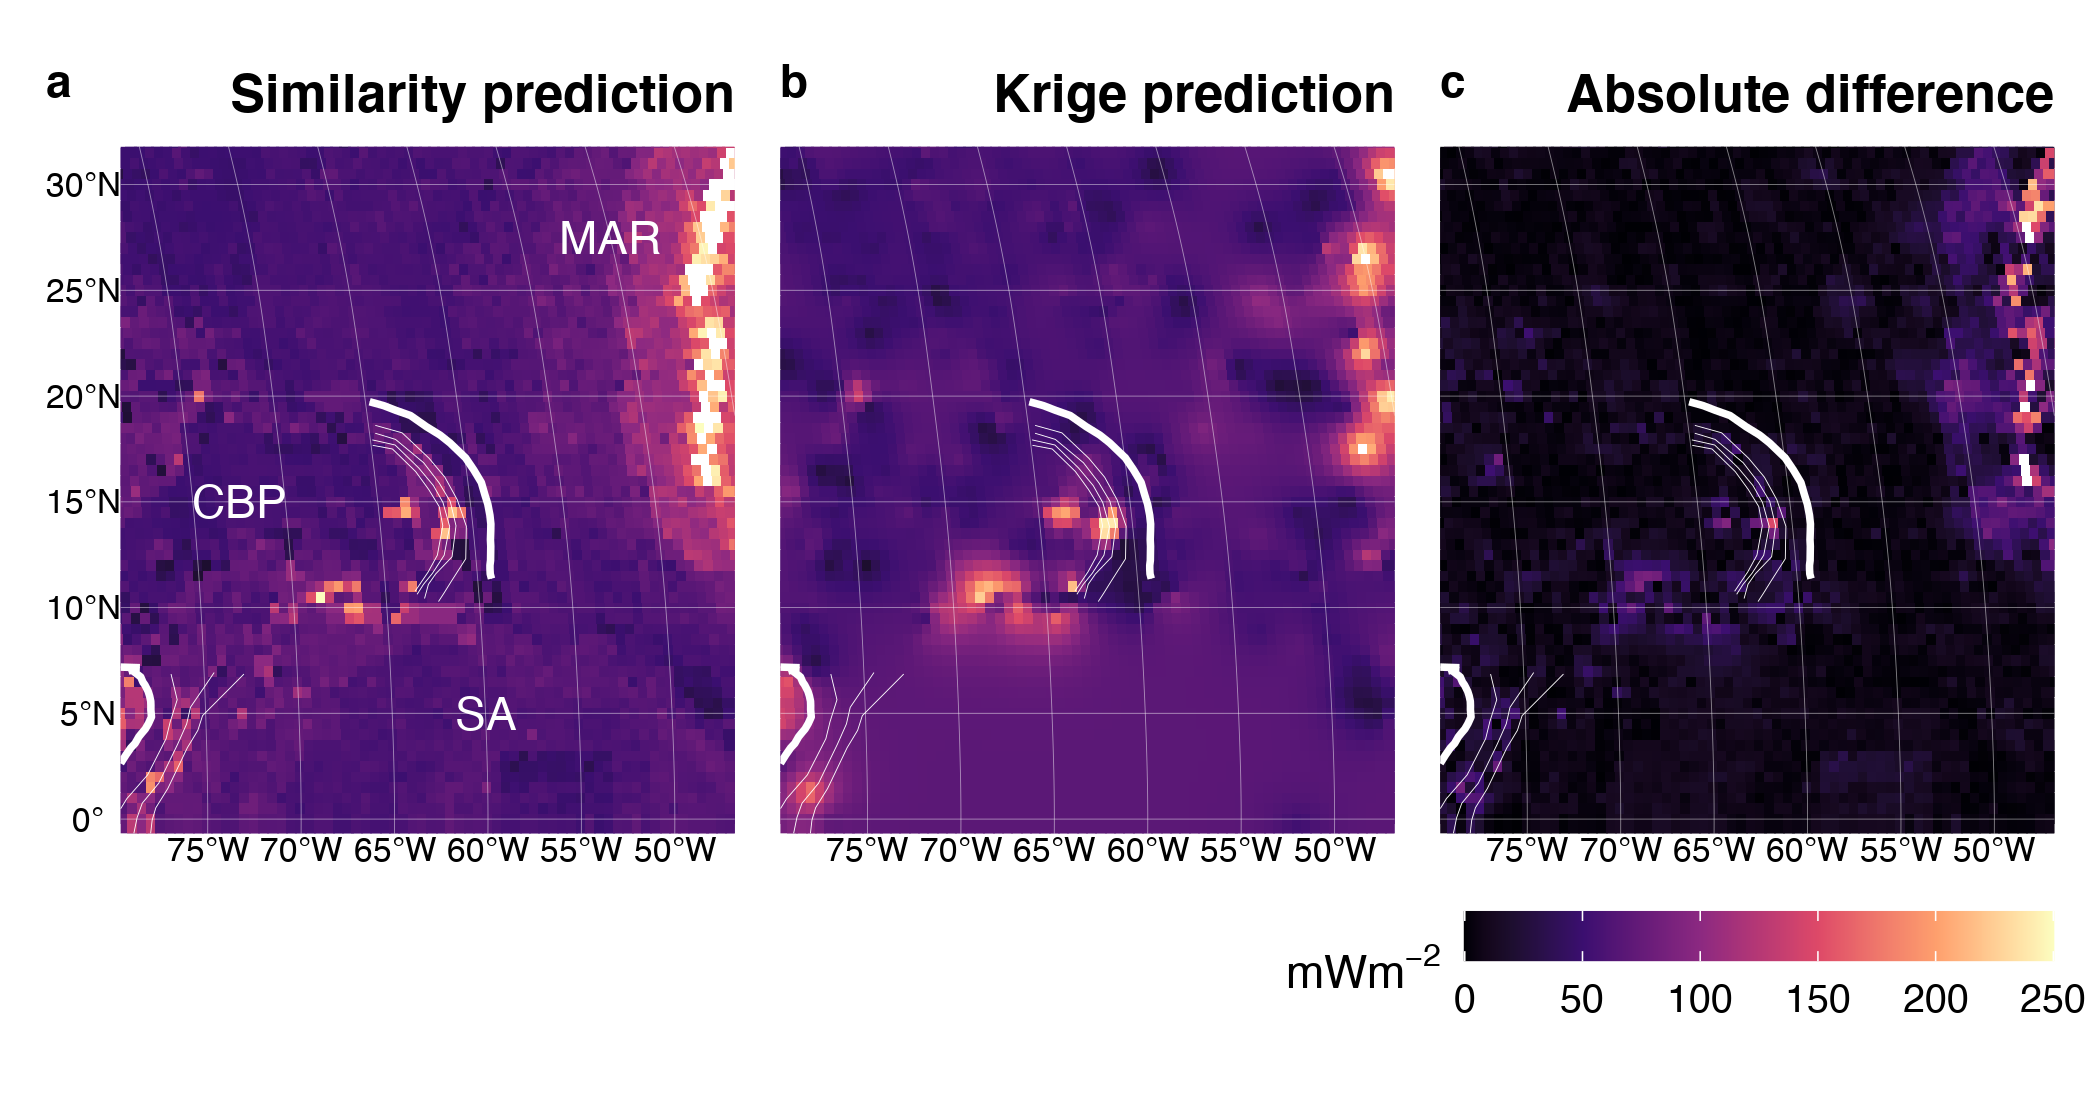 a Similarity prediction
b Krige prediction
c Absolute difference
30°N
25°N
20°N
15°N
10°N
5°N
0°
MAR
CBP
SA
75°W 70°W 65°W 60°W 55°W 50°W
75°W 70°W 65°W 60°W 55°W 50°W
75°W 70°W 65°W 60°W 55°W 50°W
mWm⁻²
0 50 100 150 200 250